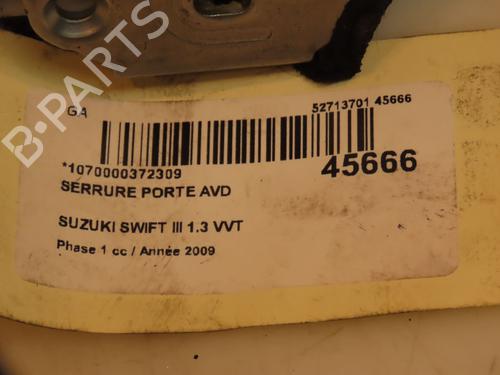 GA
52713701 45666
*1070000372309
45666
SERRURE PORTE AVD
SUZUKI SWIFT III 1.3 VVT
Phase 1 cc / Année 2009
B-PARTS